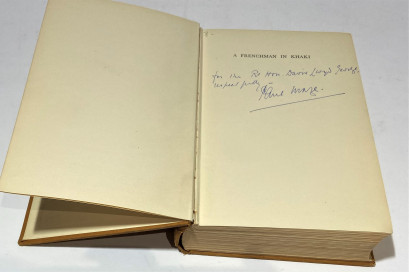 A FRENCHMAN IN KHAKI
for the Rt Hon. David Lloyd George
respectfully
Paul Maze.